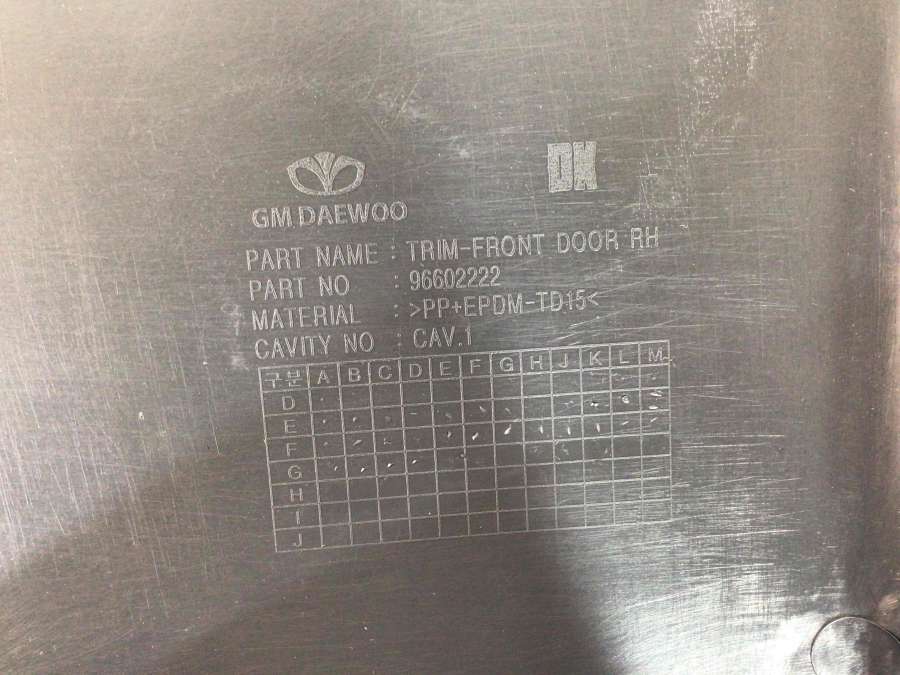 GM DAEWOO
DN
PART NAME : TRIM-FRONT DOOR RH
PART NO : 96602222
MATERIAL : >PP+EPDM-TD15<
CAVITY NO : CAV.1
구분 A B C D E F G H J K L M
D
E
F
G
H
I
J